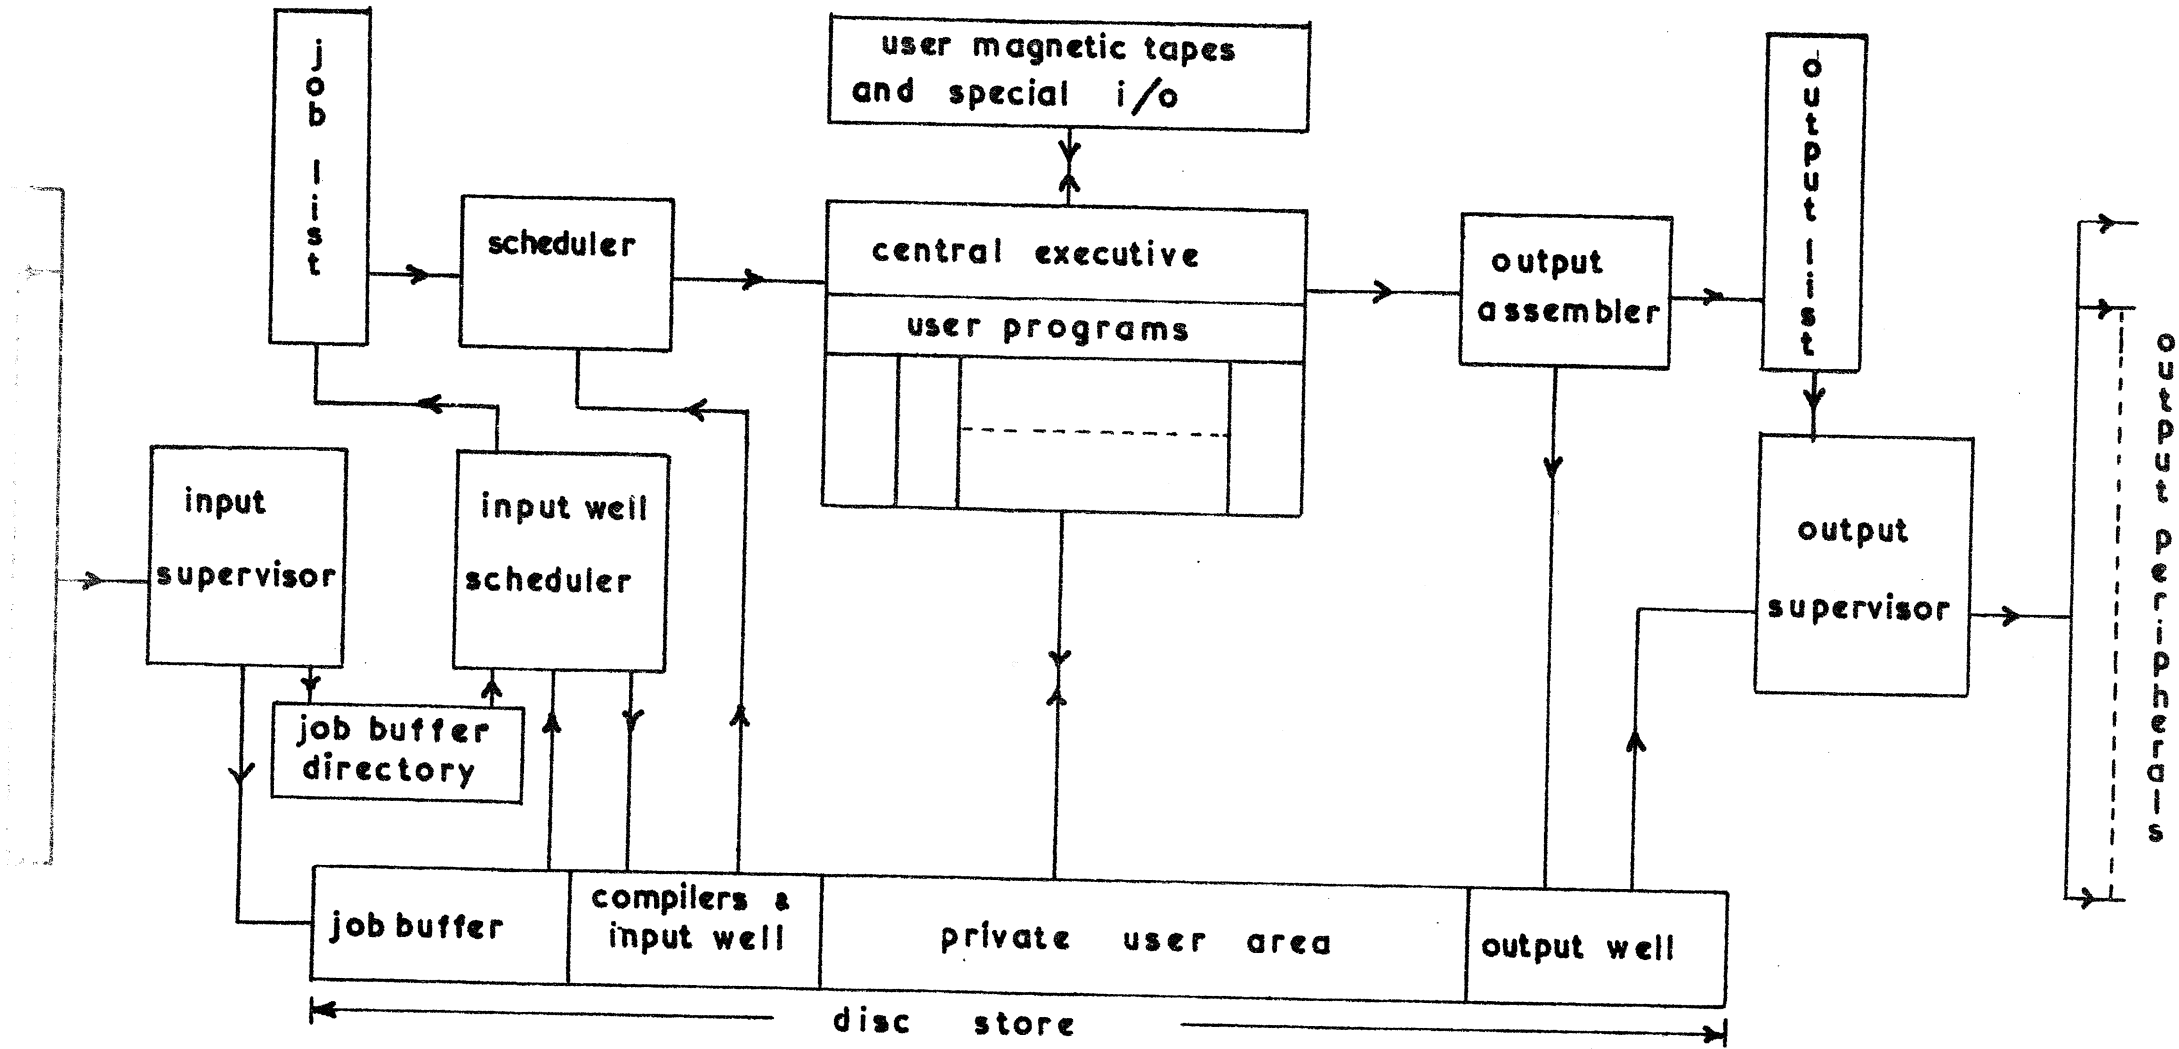 job list
user magnetic tapes
and special i/o
output list
scheduler
central executive
output
assembler
user programs
output peripherals
input
supervisor
input well
scheduler
output
supervisor
job buffer
directory
job buffer
compilers &
input well
private user area
output well
disc store